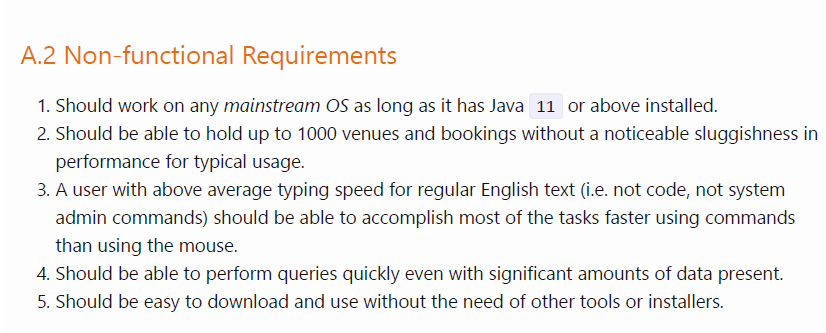 A.2 Non-functional Requirements
1. Should work on any mainstream OS as long as it has Java 11 or above installed.
2. Should be able to hold up to 1000 venues and bookings without a noticeable sluggishness in
performance for typical usage.
3. A user with above average typing speed for regular English text (i.e. not code, not system
admin commands) should be able to accomplish most of the tasks faster using commands
than using the mouse.
4. Should be able to perform queries quickly even with significant amounts of data present.
5. Should be easy to download and use without the need of other tools or installers.